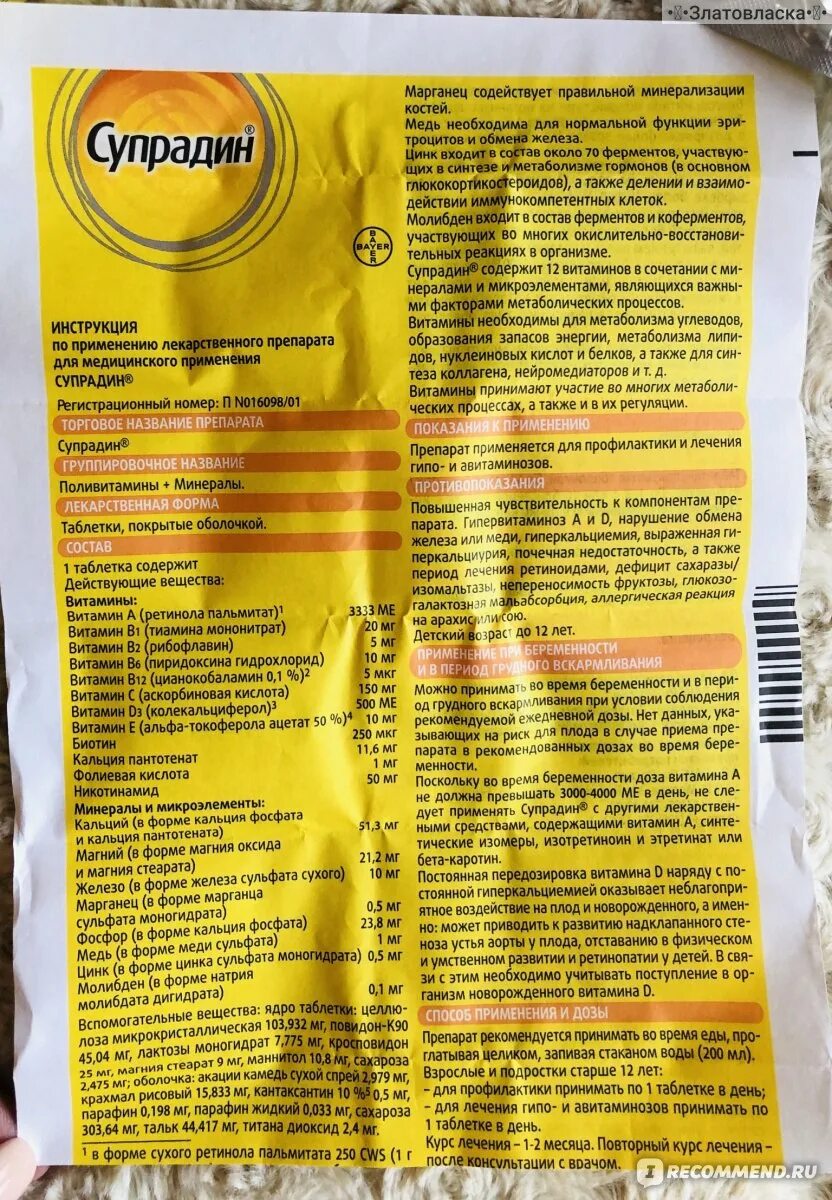 •Златовласка•
Супрадин®
BAYER
BAYER
ИНСТРУКЦИЯ
по применению лекарственного препарата
для медицинского применения
СУПРАДИН®
Регистрационный номер: П N016098/01
ТОРГОВОЕ НАЗВАНИЕ ПРЕПАРАТА
Супрадин®
ГРУППИРОВОЧНОЕ НАЗВАНИЕ
Поливитамины + Минералы.
ЛЕКАРСТВЕННАЯ ФОРМА
Таблетки, покрытые оболочкой.
СОСТАВ
1 таблетка содержит
Действующие вещества:
Витамины:
Витамин А (ретинола пальмитат)¹ 3333 МЕ
Витамин В1 (тиамина мононитрат) 20 мг
Витамин В2 (рибофлавин) 5 мг
Витамин В6 (пиридоксина гидрохлорид) 10 мг
Витамин В12 (цианокобаламин 0,1 %)² 5 мкг
Витамин С (аскорбиновая кислота) 150 мг
Витамин D3 (колекальциферол)³ 500 МЕ
Витамин Е (альфа-токоферола ацетат 50 %)⁴ 10 мг
Биотин 250 мкг
Кальция пантотенат 11,6 мг
Фолиевая кислота 1 мг
Никотинамид 50 мг
Минералы и микроэлементы:
Кальций (в форме кальция фосфата
и кальция пантотената) 51,3 мг
Магний (в форме магния оксида
и магния стеарата) 21,2 мг
Железо (в форме железа сульфата сухого) 10 мг
Марганец (в форме марганца
сульфата моногидрата) 0,5 мг
Фосфор (в форме кальция фосфата) 23,8 мг
Медь (в форме меди сульфата) 1 мг
Цинк (в форме цинка сульфата моногидрата) 0,5 мг
Молибден (в форме натрия
молибдата дигидрата) 0,1 мг
Вспомогательные вещества: ядро таблетки: целлю-
лоза микрокристаллическая 103,932 мг, повидон-К90
45,04 мг, лактозы моногидрат 7,775 мг, кросповидон
25 мг, магния стеарат 9 мг, маннитол 10,8 мг, сахароза
2,475 мг; оболочка: акации камедь сухой спрей 2,979 мг,
крахмал рисовый 15,833 мг, кантаксантин 10 %⁵ 0,5 мг,
парафин 0,198 мг, парафин жидкий 0,033 мг, сахароза
303,64 мг, тальк 44,417 мг, титана диоксид 2,4 мг.
¹ в форме сухого ретинола пальмитата 250 CWS (1 г
Марганец содействует правильной минерализации
костей.
Медь необходима для нормальной функции эри-
троцитов и обмена железа.
Цинк входит в состав около 70 ферментов, участвую-
щих в синтезе и метаболизме гормонов (в основном
глюкокортикостероидов), а также делении и взаимо-
действии иммунокомпетентных клеток.
Молибден входит в состав ферментов и коферментов,
участвующих во многих окислительно-восстанови-
тельных реакциях в организме.
Супрадин® содержит 12 витаминов в сочетании с ми-
нералами и микроэлементами, являющихся важны-
ми факторами метаболических процессов.
Витамины необходимы для метаболизма углеводов,
образования запасов энергии, метаболизма липи-
дов, нуклеиновых кислот и белков, а также для син-
теза коллагена, нейромедиаторов и т. д.
Витамины принимают участие во многих метаболи-
ческих процессах, а также и в их регуляции.
ПОКАЗАНИЯ К ПРИМЕНЕНИЮ
Препарат применяется для профилактики и лечения
гипо- и авитаминозов.
ПРОТИВОПОКАЗАНИЯ
Повышенная чувствительность к компонентам пре-
парата. Гипервитаминоз А и D, нарушение обмена
железа или меди, гиперкальциемия, выраженная ги-
перкальциурия, почечная недостаточность, а также
период лечения ретиноидами, дефицит сахаразы/
изомальтазы, непереносимость фруктозы, глюкозо-
галактозная мальабсорбция, аллергическая реакция
на арахис или сою.
Детский возраст до 12 лет.
ПРИМЕНЕНИЕ ПРИ БЕРЕМЕННОСТИ
И В ПЕРИОД ГРУДНОГО ВСКАРМЛИВАНИЯ
Можно принимать во время беременности и в пери-
од грудного вскармливания при условии соблюдения
рекомендуемой ежедневной дозы. Нет данных, ука-
зывающих на риск для плода в случае приема пре-
парата в рекомендованных дозах во время бере-
менности.
Поскольку во время беременности доза витамина А
не должна превышать 3000-4000 МЕ в день, не сле-
дует применять Супрадин® с другими лекарствен-
ными средствами, содержащими витамин А, синте-
тические изомеры, изотретиноин и этретинат или
бета-каротин.
Постоянная передозировка витамина D наряду с по-
стоянной гиперкальциемией оказывает неблагопри-
ятное воздействие на плод и новорожденного, а имен-
но: может приводить к развитию надклапанного сте-
ноза устья аорты у плода, отставанию в физическом
и умственном развитии и ретинопатии у детей. В свя-
зи с этим необходимо учитывать поступление в ор-
ганизм новорожденного витамина D.
СПОСОБ ПРИМЕНЕНИЯ И ДОЗЫ
Препарат рекомендуется принимать во время еды, про-
глатывая целиком, запивая стаканом воды (200 мл).
Взрослые и подростки старше 12 лет:
– для профилактики принимать по 1 таблетке в день;
– для лечения гипо- и авитаминозов принимать по
1 таблетке в день.
Курс лечения – 1-2 месяца. Повторный курс лечения –
после консультации с врачом.
IRECOMMEND.RU